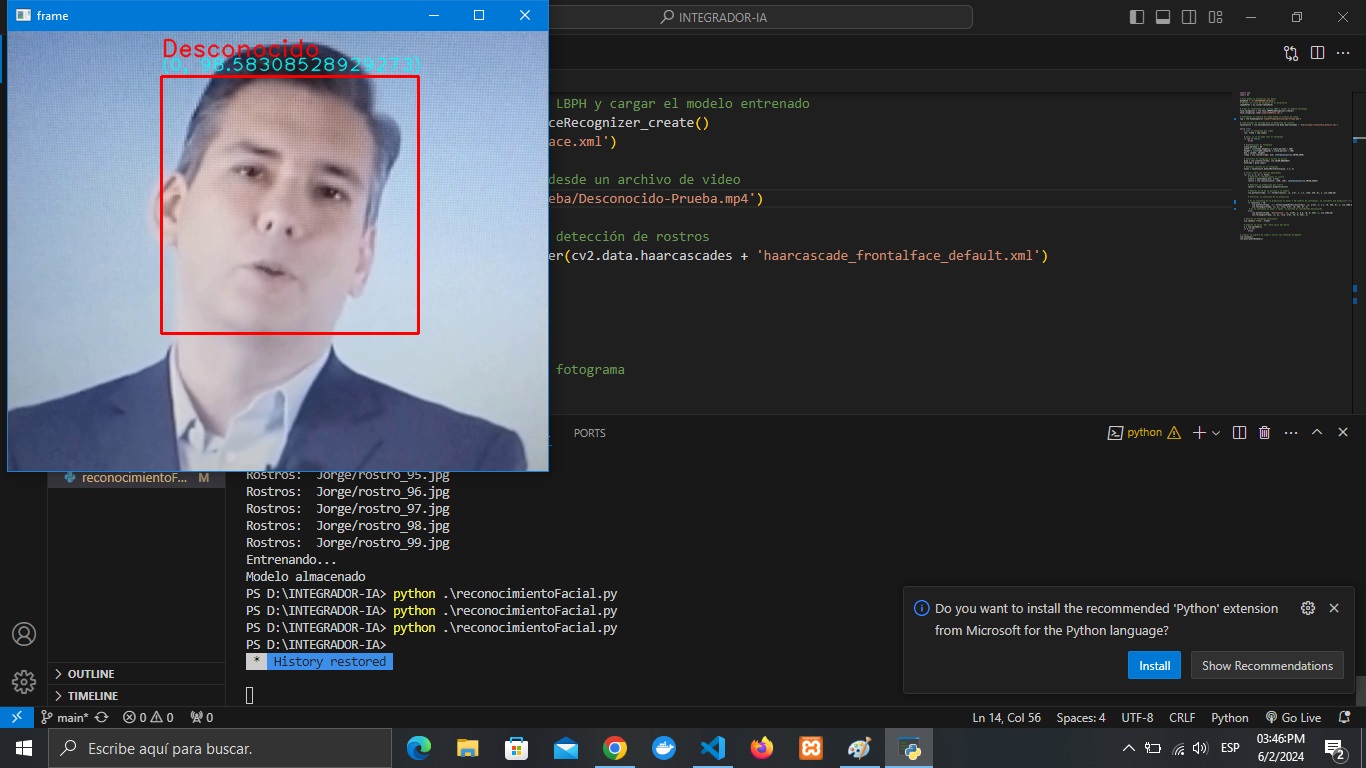 frame
INTEGRADOR-IA
Desconocido
(0, 98.58308528929273)
LBPH y cargar el modelo entrenado
ceRecognizer_create()
ace.xml')
desde un archivo de video
eba/Desconocido-Prueba.mp4')
detección de rostros
er(cv2.data.haarcascades + 'haarcascade_frontalface_default.xml')
fotograma
PORTS
python
reconocimientoF... M
Rostros:  Jorge/rostro_95.jpg
Rostros:  Jorge/rostro_96.jpg
Rostros:  Jorge/rostro_97.jpg
Rostros:  Jorge/rostro_98.jpg
Rostros:  Jorge/rostro_99.jpg
Entrenando...
Modelo almacenado
PS D:\INTEGRADOR-IA> python .\reconocimientoFacial.py
PS D:\INTEGRADOR-IA> python .\reconocimientoFacial.py
PS D:\INTEGRADOR-IA> python .\reconocimientoFacial.py
PS D:\INTEGRADOR-IA>
* History restored
Do you want to install the recommended 'Python' extension
from Microsoft for the Python language?
Install Show Recommendations
OUTLINE
TIMELINE
main* 0 0 0 Ln 14, Col 56 Spaces: 4 UTF-8 CRLF Python Go Live
Escribe aquí para buscar.
ESP
03:46PM
6/2/2024
2